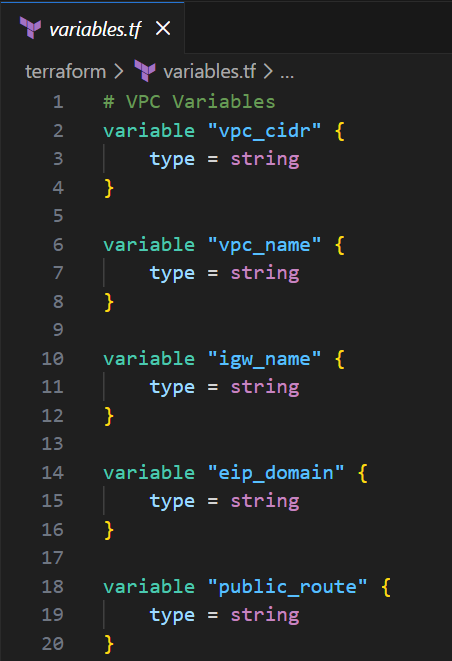 variables.tf ×
terraform > variables.tf > ...
1 # VPC Variables
2 variable "vpc_cidr" {
3     type = string
4 }
5
6 variable "vpc_name" {
7     type = string
8 }
9
10 variable "igw_name" {
11     type = string
12 }
13
14 variable "eip_domain" {
15     type = string
16 }
17
18 variable "public_route" {
19     type = string
20 }